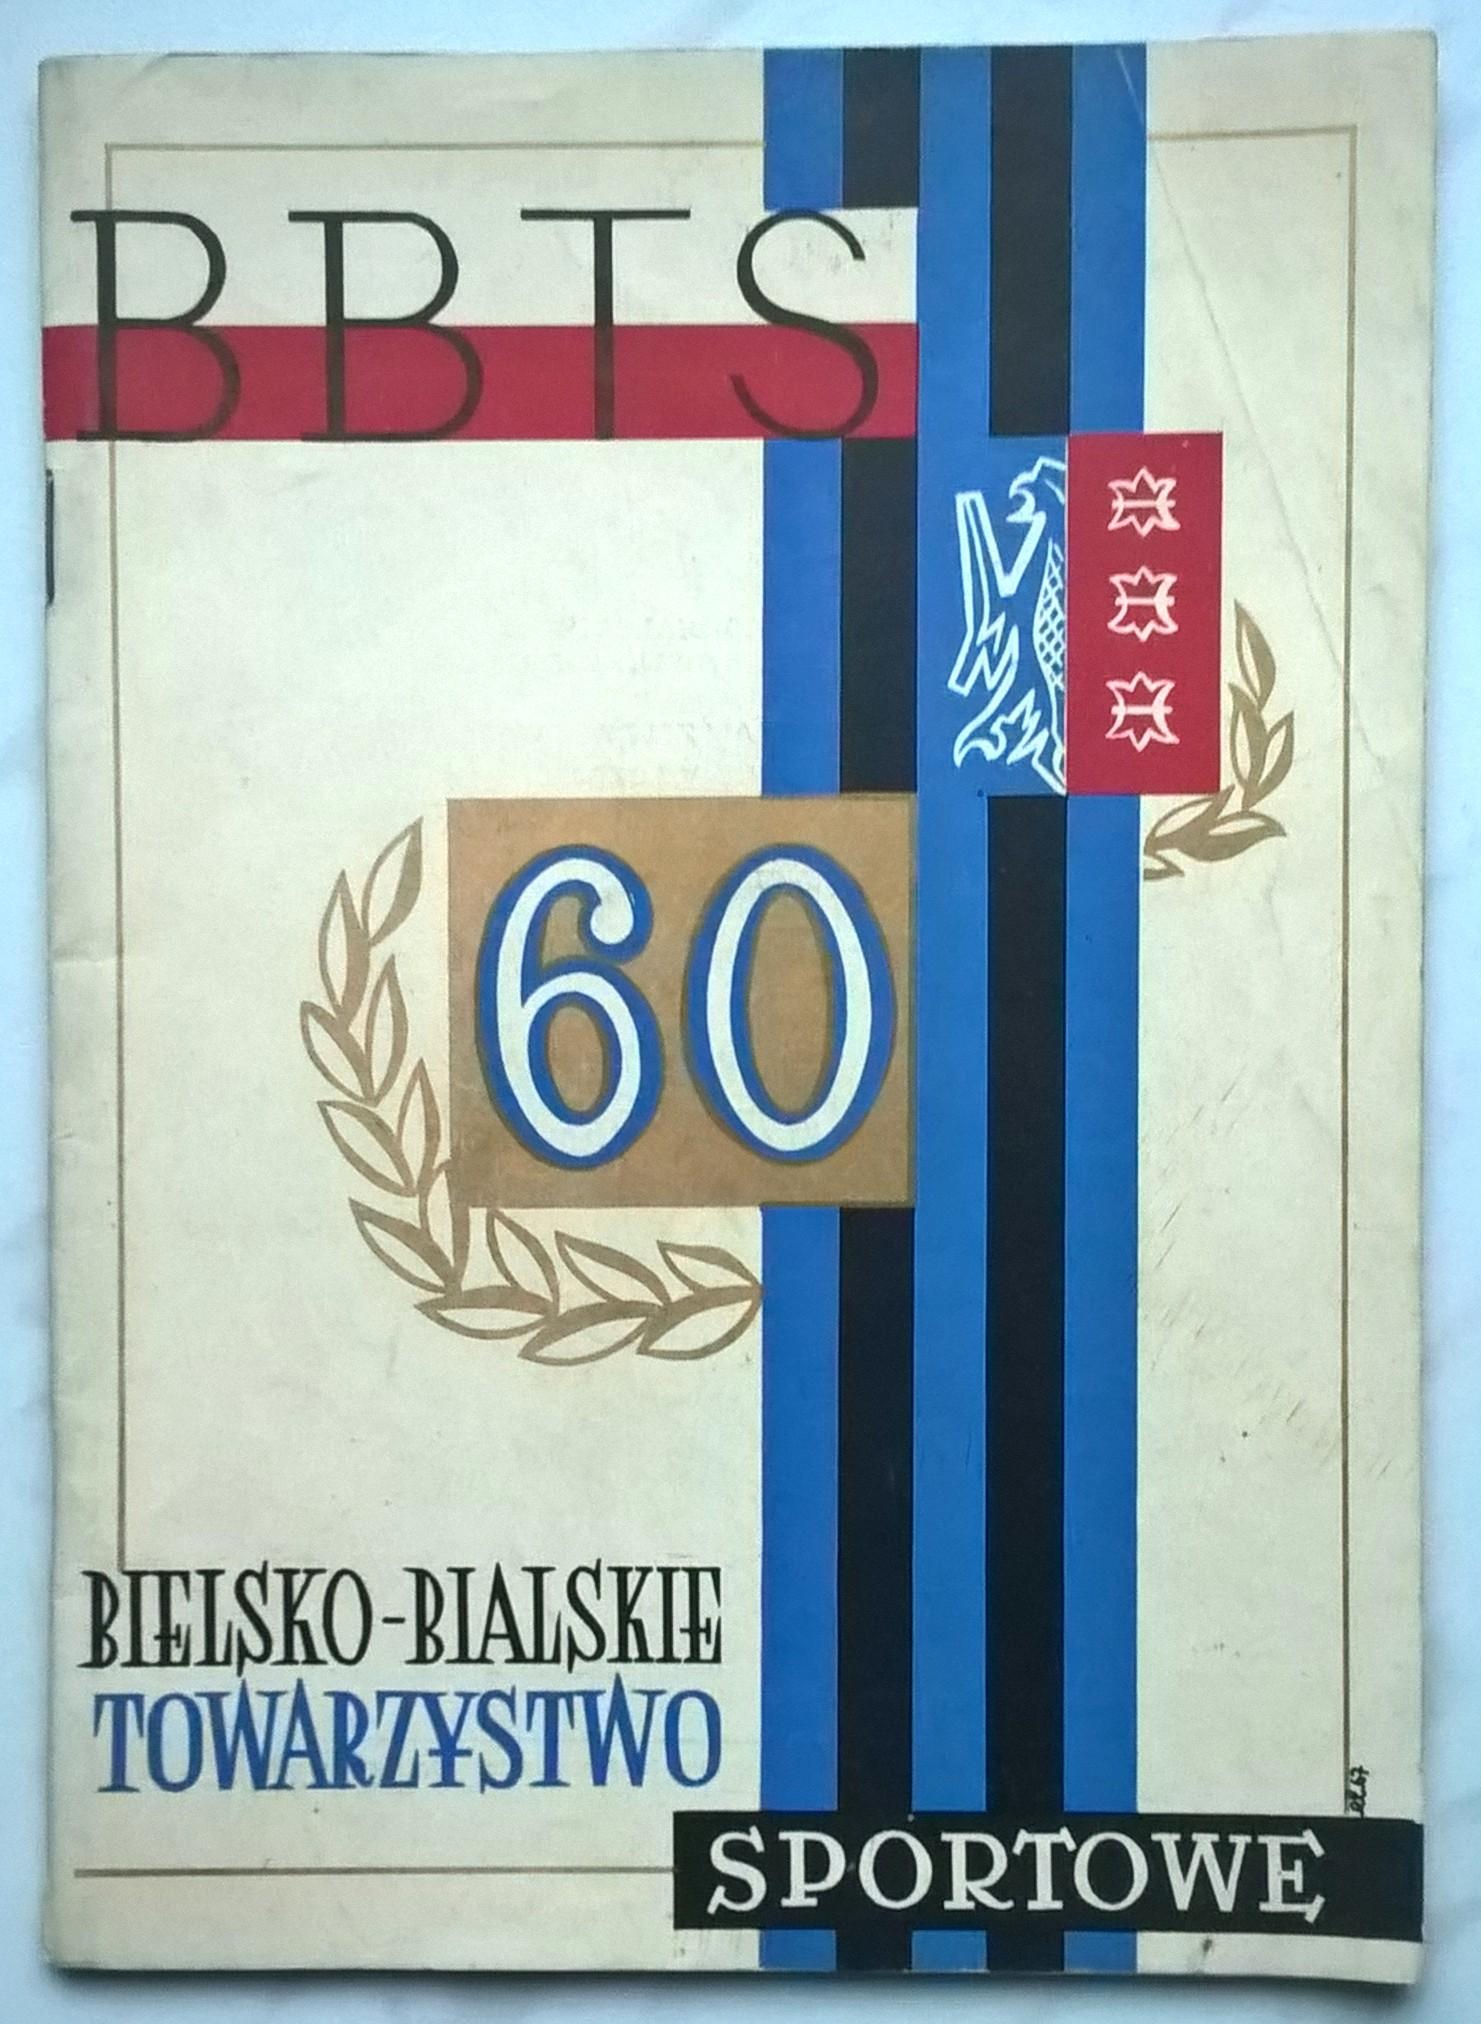 BBTS
60
BIELSKO-BIALSKIE
TOWARZYSTWO
SPORTOWE